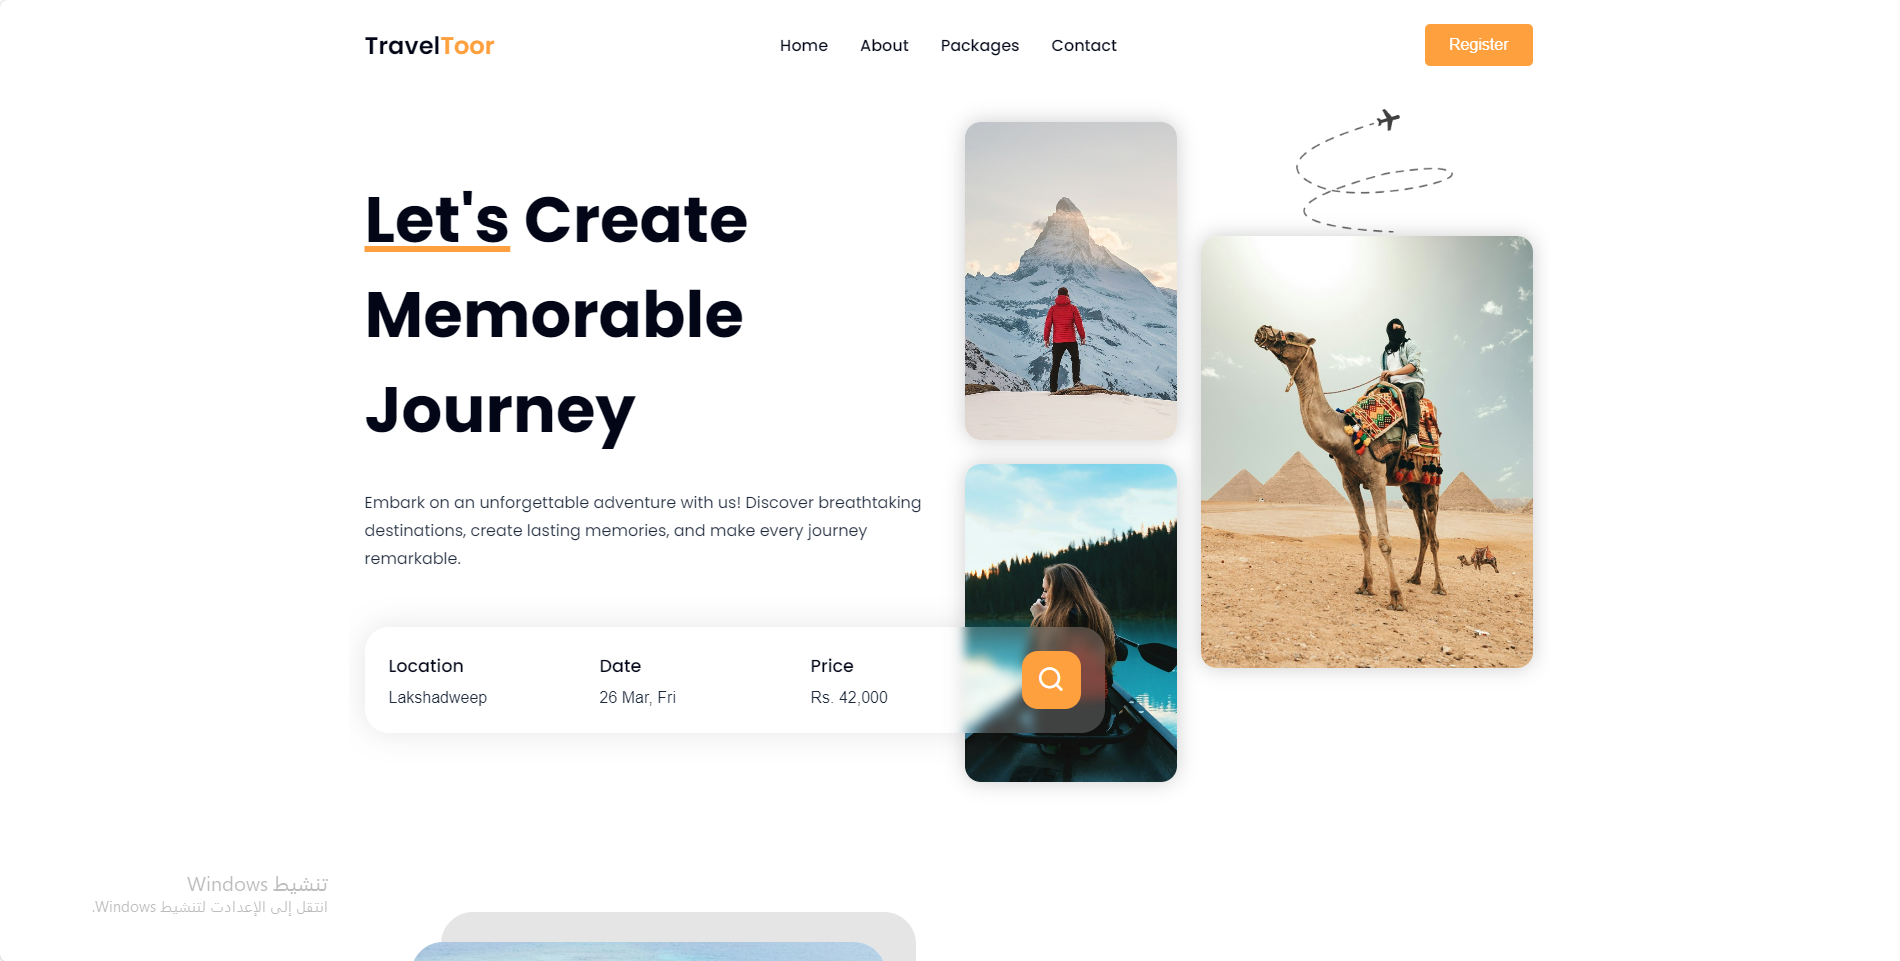 TravelToor
Home About Packages Contact
Register
Let's Create
Memorable
Journey
Embark on an unforgettable adventure with us! Discover breathtaking
destinations, create lasting memories, and make every journey
remarkable.
Location Date Price
Lakshadweep 26 Mar, Fri Rs. 42,000
تنشيط Windows
انتقل إلى الإعدادت لتنشيط Windows.